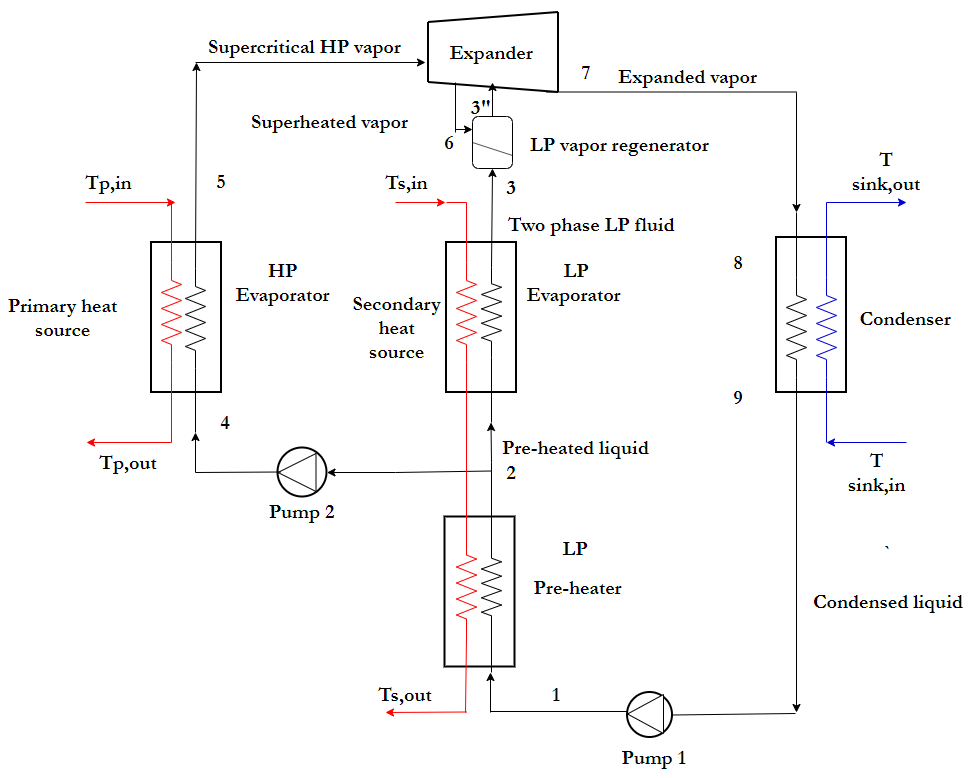 Supercritical HP vapor
Expander
7
Expanded vapor
3"
Superheated vapor
6
LP vapor regenerator
Tp,in
5
Ts,in
3
T
sink,out
Two phase LP fluid
HP
Evaporator
LP
Evaporator
8
Primary heat
source
Secondary
heat
source
Condenser
9
4
Pre-heated liquid
2
Tp,out
T
sink,in
Pump 2
LP
Pre-heater
`
Condensed liquid
Ts,out
1
Pump 1